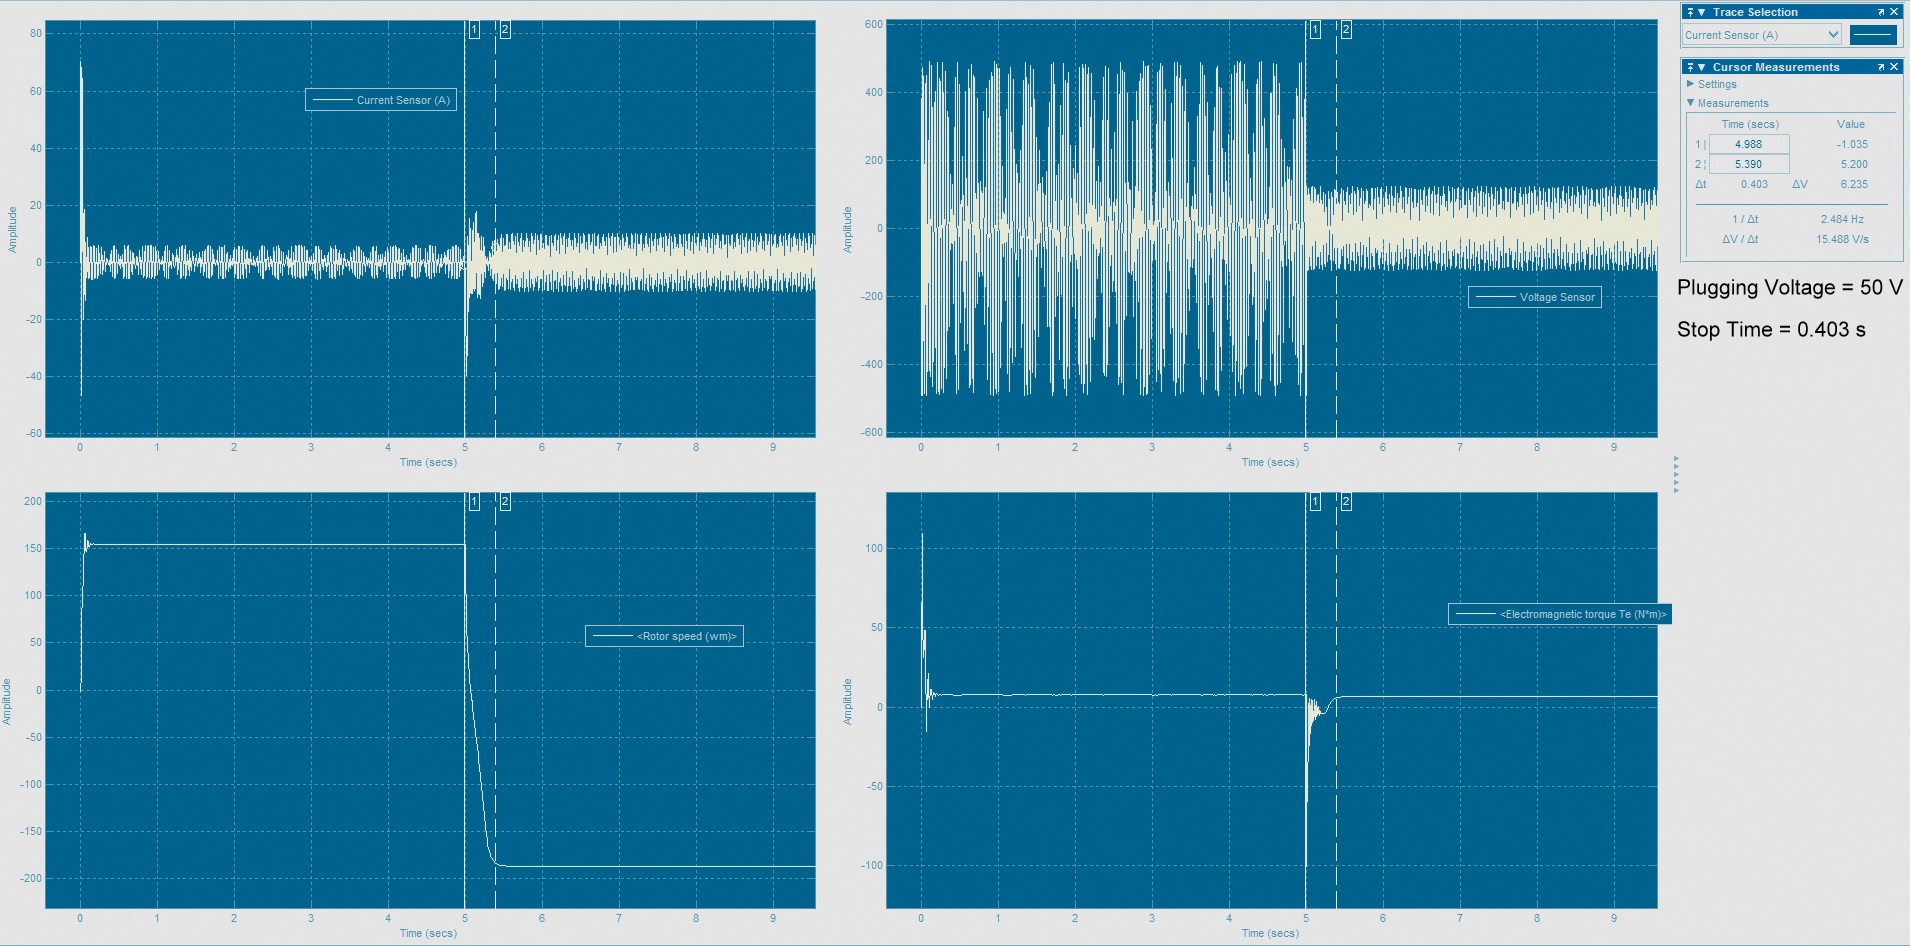 80
60
40
20
0
-20
-40
-60
Amplitude
1
2
Current Sensor (A)
0 1 2 3 4 5 6 7 8 9
Time (secs)
600
400
200
0
-200
-400
-600
Amplitude
1
2
Voltage Sensor
0 1 2 3 4 5 6 7 8 9
Time (secs)
Trace Selection
Current Sensor (A)
Cursor Measurements
Settings
Measurements
Time (secs) Value
1 | 4.988 -1.035
2 ¦ 5.390 5.200
Δt 0.403 ΔV 6.235
1 / Δt 2.484 Hz
ΔV / Δt 15.488 V/s
Plugging Voltage = 50 V
Stop Time = 0.403 s
200
150
100
50
0
-50
-100
-150
-200
Amplitude
1
2
<Rotor speed (wm)>
0 1 2 3 4 5 6 7 8 9
Time (secs)
100
50
0
-50
-100
Amplitude
1
2
<Electromagnetic torque Te (N*m)>
0 1 2 3 4 5 6 7 8 9
Time (secs)